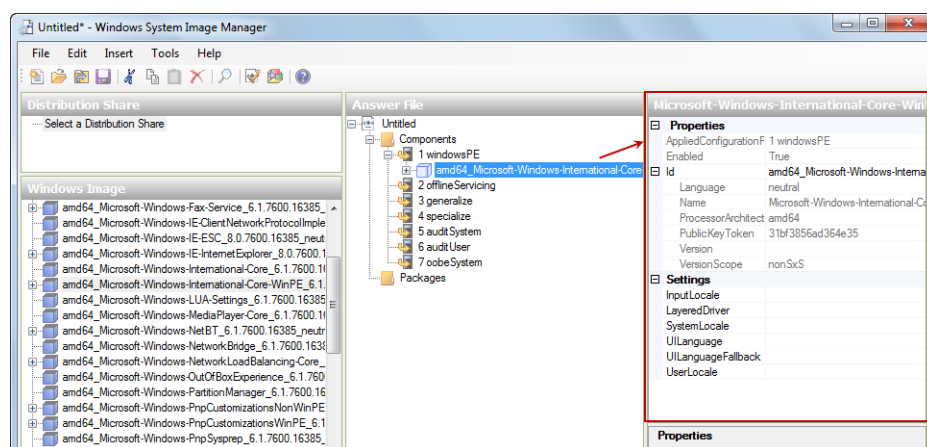 Untitled* - Windows System Image Manager
File Edit Insert Tools Help
Distribution Share
Select a Distribution Share
Windows Image
amd64_Microsoft-Windows-Fax-Service_6.1.7600.16385_
amd64_Microsoft-Windows-IE-ClientNetworkProtocolImple
amd64_Microsoft-Windows-IE-ESC_8.0.7600.16385_neut
amd64_Microsoft-Windows-IE-InternetExplorer_8.0.7600.1
amd64_Microsoft-Windows-International-Core_6.1.7600.1
amd64_Microsoft-Windows-International-Core-WinPE_6.1.
amd64_Microsoft-Windows-LUA-Settings_6.1.7600.16385
amd64_Microsoft-Windows-MediaPlayer-Core_6.1.7600.1
amd64_Microsoft-Windows-NetBT_6.1.7600.16385_neutr
amd64_Microsoft-Windows-NetworkBridge_6.1.7600.1638
amd64_Microsoft-Windows-NetworkLoadBalancing-Core_
amd64_Microsoft-Windows-OutOfBoxExperience_6.1.760
amd64_Microsoft-Windows-PartitionManager_6.1.7600.16
amd64_Microsoft-Windows-PnpCustomizationsNonWinPE
amd64_Microsoft-Windows-PnpCustomizationsWinPE_6.1
amd64_Microsoft-Windows-PnpSysprep_6.1.7600.16385_
Answer File
Untitled
Components
1 windowsPE
amd64_Microsoft-Windows-International-Core
2 offlineServicing
3 generalize
4 specialize
5 auditSystem
6 auditUser
7 oobeSystem
Packages
Microsoft-Windows-International-Core-Win
Properties
AppliedConfigurationF 1 windowsPE
Enabled True
Id amd64_Microsoft-Windows-Interna
Language neutral
Name Microsoft-Windows-International-Co
ProcessorArchitect amd64
PublicKeyToken 31bf3856ad364e35
Version
VersionScope nonSxS
Settings
InputLocale
LayeredDriver
SystemLocale
UILanguage
UILanguageFallback
UserLocale
Properties